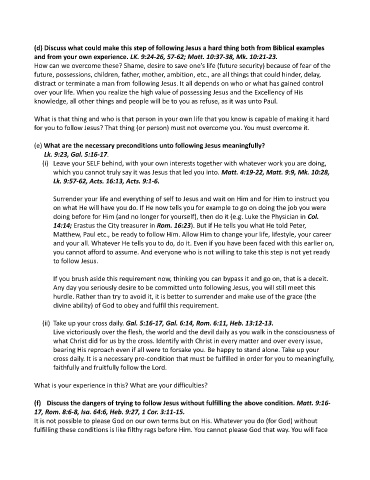 (d) Discuss what could make this step of following Jesus a hard thing both from Biblical examples
and from your own experience. LK. 9:24-26, 57-62; Matt. 10:37-38, Mk. 10:21-23.
How can we overcome these? Shame, desire to save one's life (future security) because of fear of the
future, possessions, children, father, mother, ambition, etc., are all things that could hinder, delay,
distract or terminate a man from following Jesus. It all depends on who or what has gained control
over your life. When you realize the high value of possessing Jesus and the Excellency of His
knowledge, all other things and people will be to you as refuse, as it was unto Paul.
What is that thing and who is that person in your own life that you know is capable of making it hard
for you to follow Jesus? That thing (or person) must not overcome you. You must overcome it.
(e) What are the necessary preconditions unto following Jesus meaningfully?
Lk. 9:23, Gal. 5:16-17.
(i) Leave your SELF behind, with your own interests together with whatever work you are doing,
which you cannot truly say it was Jesus that led you into. Matt. 4:19-22, Matt. 9:9, Mk. 10:28,
Lk. 9:57-62, Acts. 16:13, Acts. 9:1-6.
Surrender your life and everything of self to Jesus and wait on Him and for Him to instruct you
on what He will have you do. If He now tells you for example to go on doing the job you were
doing before for Him (and no longer for yourself), then do it (e.g. Luke the Physician in Col.
14:14; Erastus the City treasurer in Rom. 16:23). But if He tells you what He told Peter,
Matthew, Paul etc., be ready to follow Him. Allow Him to change your life, lifestyle, your career
and your all. Whatever He tells you to do, do it. Even if you have been faced with this earlier on,
you cannot afford to assume. And everyone who is not willing to take this step is not yet ready
to follow Jesus.
If you brush aside this requirement now, thinking you can bypass it and go on, that is a deceit.
Any day you seriously desire to be committed unto following Jesus, you will still meet this
hurdle. Rather than try to avoid it, it is better to surrender and make use of the grace (the
divine ability) of God to obey and fulfill this requirement.
(ii) Take up your cross daily. Gal. 5:16-17, Gal. 6:14, Rom. 6:11, Heb. 13:12-13.
Live victoriously over the flesh, the world and the devil daily as you walk in the consciousness of
what Christ did for us by the cross. Identify with Christ in every matter and over every issue,
bearing His reproach even if all were to forsake you. Be happy to stand alone. Take up your
cross daily. It is a necessary pre-condition that must be fulfilled in order for you to meaningfully,
faithfully and fruitfully follow the Lord.
What is your experience in this? What are your difficulties?
(f) Discuss the dangers of trying to follow Jesus without fulfilling the above condition. Matt. 9:16-
17, Rom. 8:6-8, Isa. 64:6, Heb. 9:27, 1 Cor. 3:11-15.
It is not possible to please God on our own terms but on His. Whatever you do (for God) without
fulfilling these conditions is like filthy rags before Him. You cannot please God that way. You will face